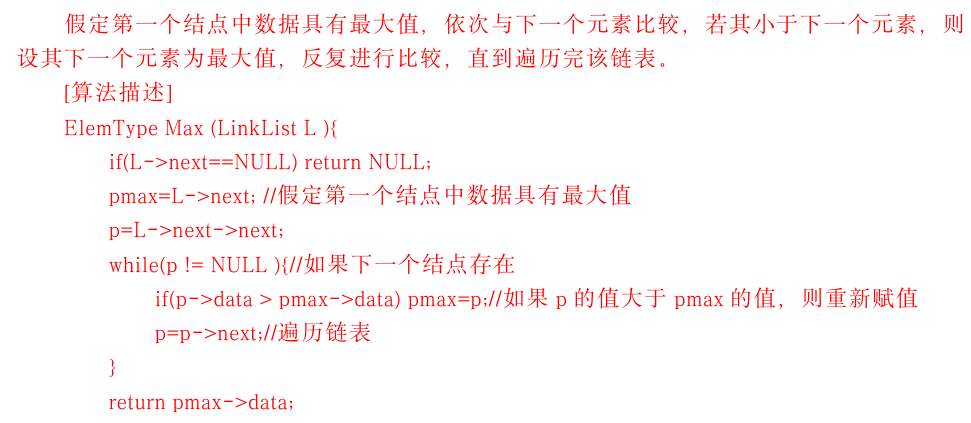 假定第一个结点中数据具有最大值，依次与下一个元素比较，若其小于下一个元素，则
设其下一个元素为最大值，反复进行比较，直到遍历完该链表。
[算法描述]
ElemType Max (LinkList L ){
if(L->next==NULL) return NULL;
pmax=L->next; //假定第一个结点中数据具有最大值
p=L->next->next;
while(p != NULL ){//如果下一个结点存在
if(p->data > pmax->data) pmax=p;//如果 p 的值大于 pmax 的值，则重新赋值
p=p->next;//遍历链表
}
return pmax->data;